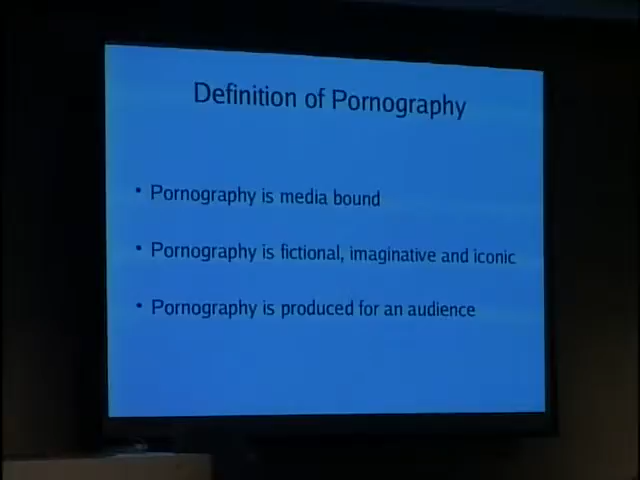 Definition of Pornography
• Pornography is media bound
• Pornography is fictional, imaginative and iconic
• Pornography is produced for an audience